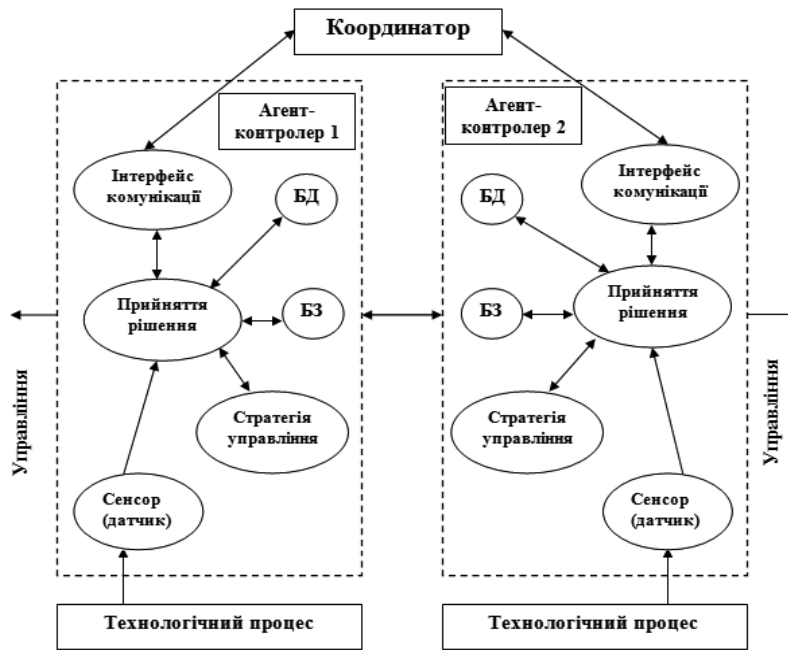 Координатор
Агент-
контролер 1
Інтерфейс
комунікації
БД
Прийняття
рішення
БЗ
Стратегія
управління
Сенсор
(датчик)
Управління
Технологічний процес
Агент-
контролер 2
Інтерфейс
комунікації
БД
Прийняття
рішення
БЗ
Стратегія
управління
Сенсор
(датчик)
Управління
Технологічний процес